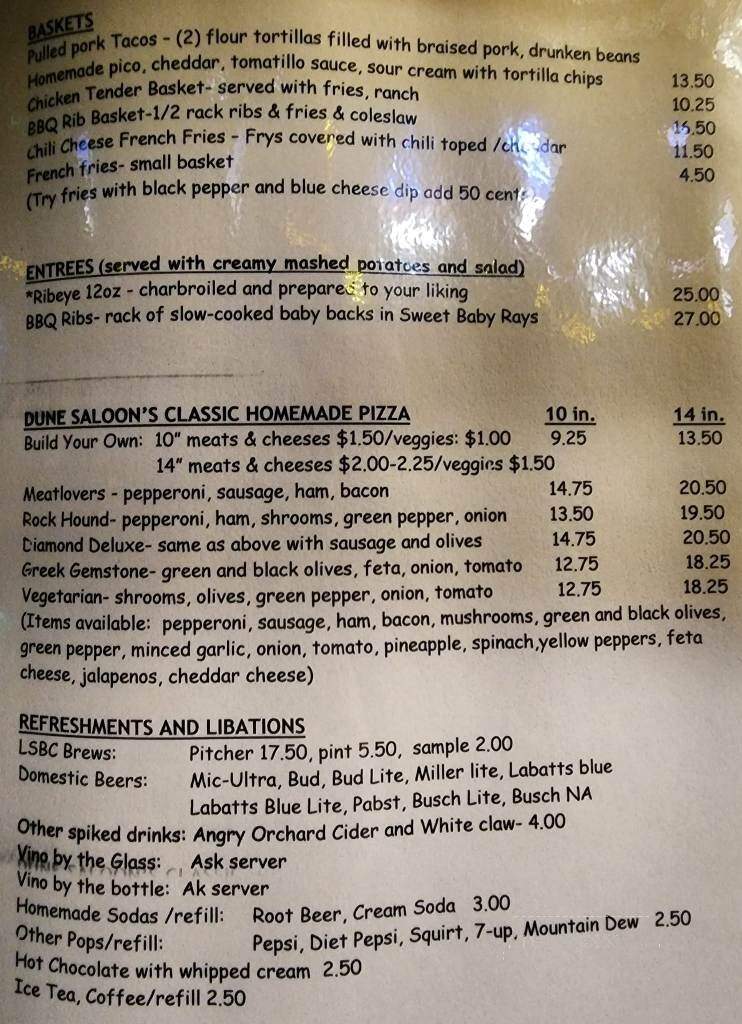 BASKETS
Pulled pork Tacos - (2) flour tortillas filled with braised pork, drunken beans
Homemade pico, cheddar, tomatillo sauce, sour cream with tortilla chips 13.50
Chicken Tender Basket- served with fries, ranch 10.25
BBQ Rib Basket-1/2 rack ribs & fries & coleslaw 16.50
Chili Cheese French Fries - Frys covered with chili toped / 11.50
French fries- small basket 4.50
(Try fries with black pepper and blue cheese dip add 50 cents)
ENTREES (served with creamy mashed potatoes and salad)
*Ribeye 12oz - charbroiled and prepared to your liking 25.00
BBQ Ribs- rack of slow-cooked baby backs in Sweet Baby Rays 27.00
DUNE SALOON'S CLASSIC HOMEMADE PIZZA 10 in. 14 in.
Build Your Own: 10" meats & cheeses $1.50/veggies: $1.00 9.25 13.50
14" meats & cheeses $2.00-2.25/veggies $1.50
Meatlovers - pepperoni, sausage, ham, bacon 14.75 20.50
Rock Hound- pepperoni, ham, shrooms, green pepper, onion 13.50 19.50
Diamond Deluxe- same as above with sausage and olives 14.75 20.50
Greek Gemstone- green and black olives, feta, onion, tomato 12.75 18.25
Vegetarian- shrooms, olives, green pepper, onion, tomato 12.75 18.25
(Items available: pepperoni, sausage, ham, bacon, mushrooms, green and black olives,
green pepper, minced garlic, onion, tomato, pineapple, spinach,yellow peppers, feta
cheese, jalapenos, cheddar cheese)
REFRESHMENTS AND LIBATIONS
LSBC Brews: Pitcher 17.50, pint 5.50, sample 2.00
Domestic Beers: Mic-Ultra, Bud, Bud Lite, Miller lite, Labatts blue
Labatts Blue Lite, Pabst, Busch Lite, Busch NA
Other spiked drinks: Angry Orchard Cider and White claw- 4.00
Vino by the Glass: Ask server
Vino by the bottle: Ak server
Homemade Sodas /refill: Root Beer, Cream Soda 3.00
Other Pops/refill: Pepsi, Diet Pepsi, Squirt, 7-up, Mountain Dew 2.50
Hot Chocolate with whipped cream 2.50
Ice Tea, Coffee/refill 2.50